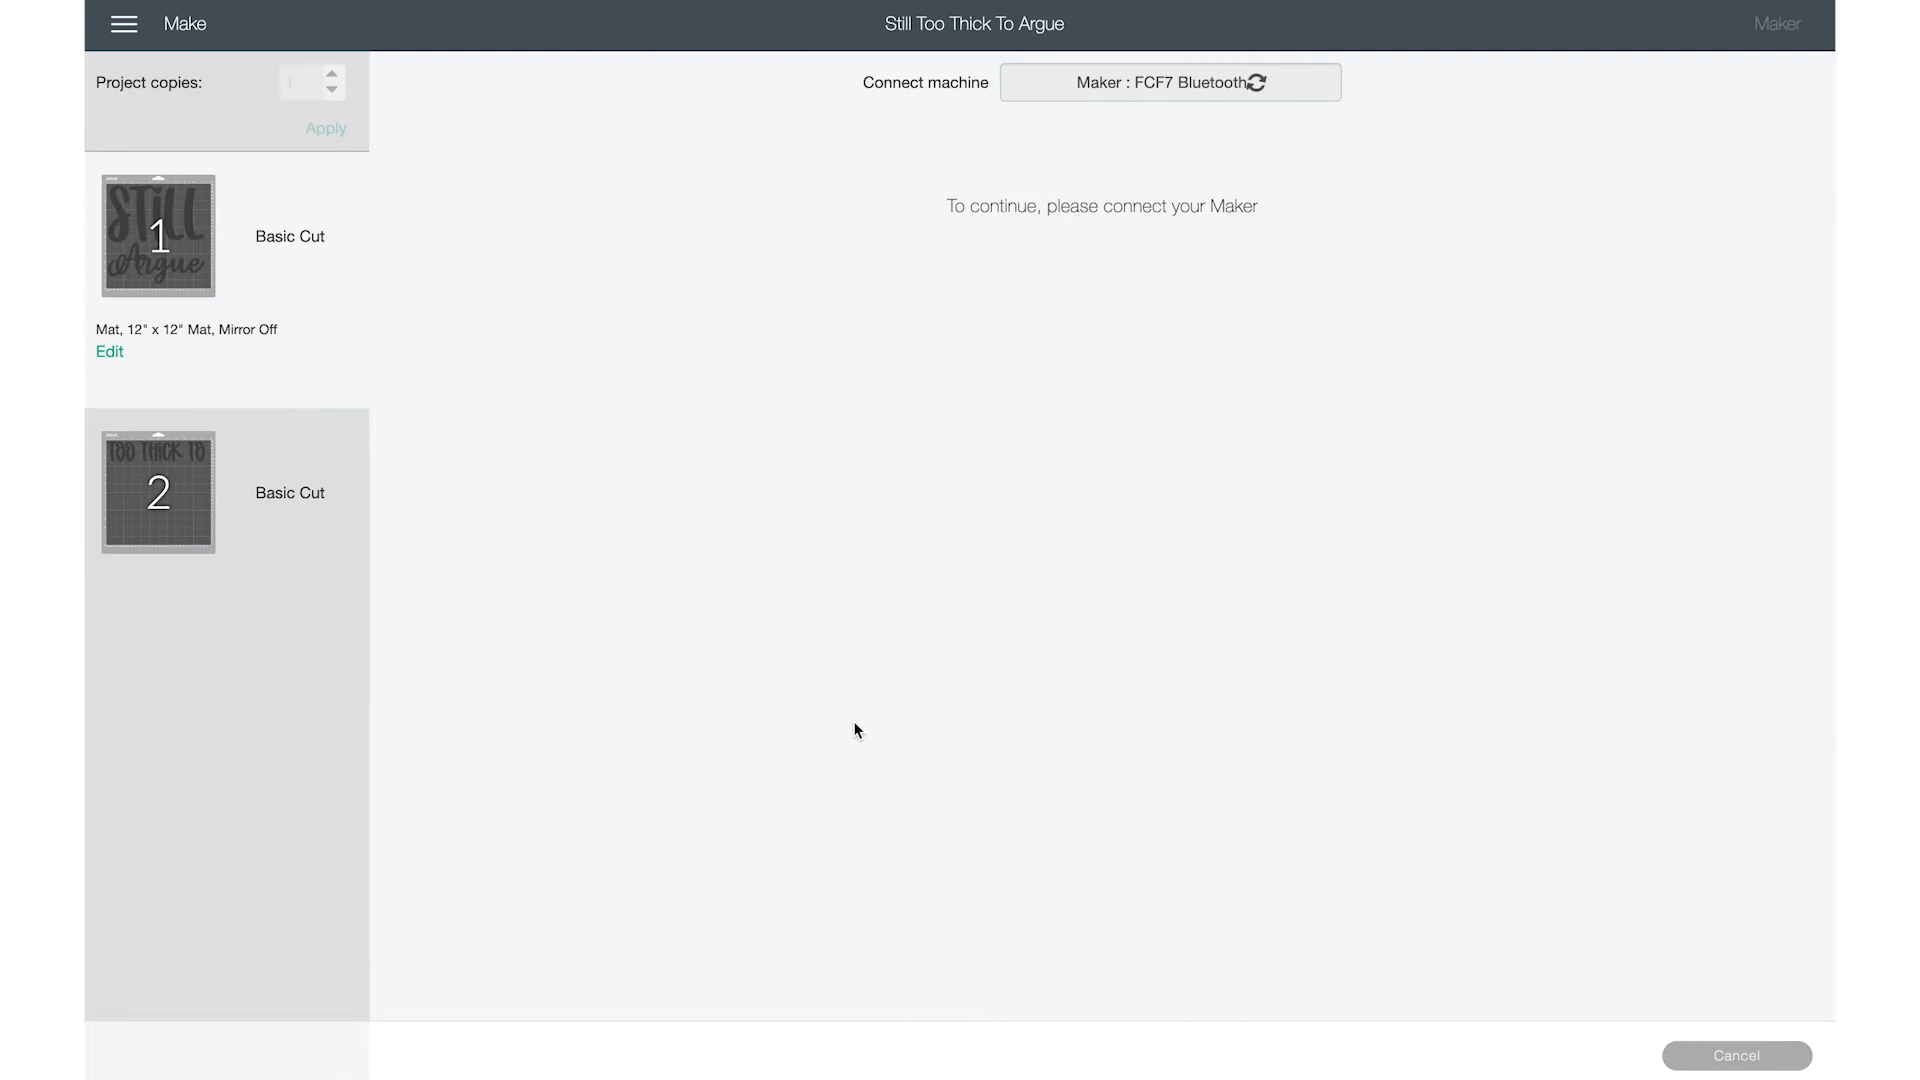 Make
Still Too Thick To Argue
Maker
Project copies:
1
Apply
Connect machine
Maker : FCF7 Bluetooth
To continue, please connect your Maker
STiLL
1
Argue
Basic Cut
Mat, 12" x 12" Mat, Mirror Off
Edit
TOO THiCK TO
2
Basic Cut
Cancel